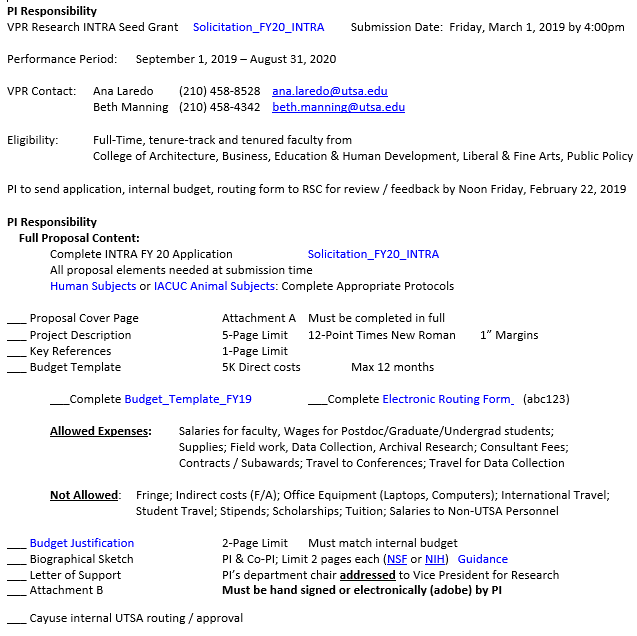 PI Responsibility
VPR Research INTRA Seed Grant Solicitation_FY20_INTRA Submission Date: Friday, March 1, 2019 by 4:00pm
Performance Period: September 1, 2019 – August 31, 2020
VPR Contact: Ana Laredo (210) 458-8528 ana.laredo@utsa.edu
Beth Manning (210) 458-4342 beth.manning@utsa.edu
Eligibility: Full-Time, tenure-track and tenured faculty from
College of Architecture, Business, Education & Human Development, Liberal & Fine Arts, Public Policy
PI to send application, internal budget, routing form to RSC for review / feedback by Noon Friday, February 22, 2019
PI Responsibility
Full Proposal Content:
Complete INTRA FY 20 Application Solicitation_FY20_INTRA
All proposal elements needed at submission time
Human Subjects or IACUC Animal Subjects: Complete Appropriate Protocols
___ Proposal Cover Page Attachment A Must be completed in full
___ Project Description 5-Page Limit 12-Point Times New Roman 1” Margins
___ Key References 1-Page Limit
___ Budget Template 5K Direct costs Max 12 months
___Complete Budget_Template_FY19 ___Complete Electronic Routing Form_ (abc123)
Allowed Expenses: Salaries for faculty, Wages for Postdoc/Graduate/Undergrad students;
Supplies; Field work, Data Collection, Archival Research; Consultant Fees;
Contracts / Subawards; Travel to Conferences; Travel for Data Collection
Not Allowed: Fringe; Indirect costs (F/A); Office Equipment (Laptops, Computers); International Travel;
Student Travel; Stipends; Scholarships; Tuition; Salaries to Non-UTSA Personnel
___ Budget Justification 2-Page Limit Must match internal budget
___ Biographical Sketch PI & Co-PI; Limit 2 pages each (NSF or NIH) Guidance
___ Letter of Support PI’s department chair addressed to Vice President for Research
___ Attachment B Must be hand signed or electronically (adobe) by PI
___ Cayuse internal UTSA routing / approval